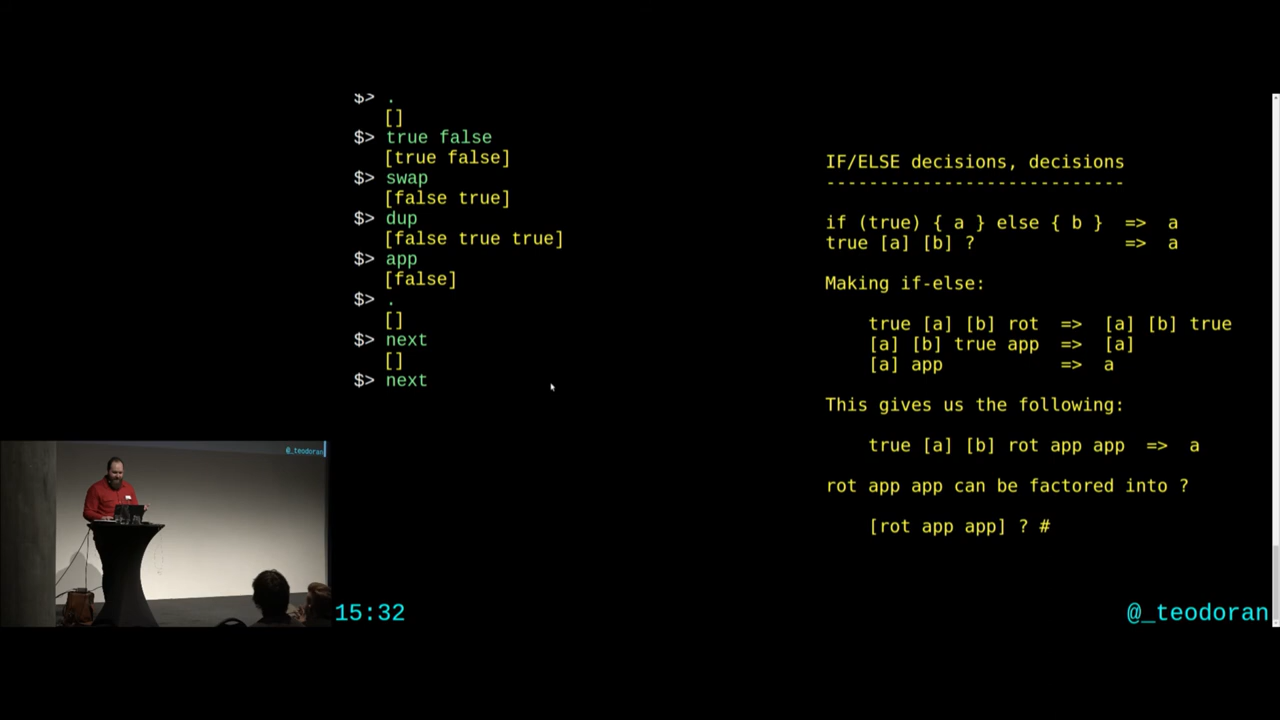 $> .
[]
$> true false
[true false]
$> swap
[false true]
$> dup
[false true true]
$> app
[false]
$> .
[]
$> next
[]
$> next
IF/ELSE decisions, decisions
----------------------------
if (true) { a } else { b } => a
true [a] [b] ? => a
Making if-else:
true [a] [b] rot => [a] [b] true
[a] [b] true app => [a]
[a] app => a
This gives us the following:
true [a] [b] rot app app => a
rot app app can be factored into ?
[rot app app] ? #
@_teodoran
15:32
@_teodoran